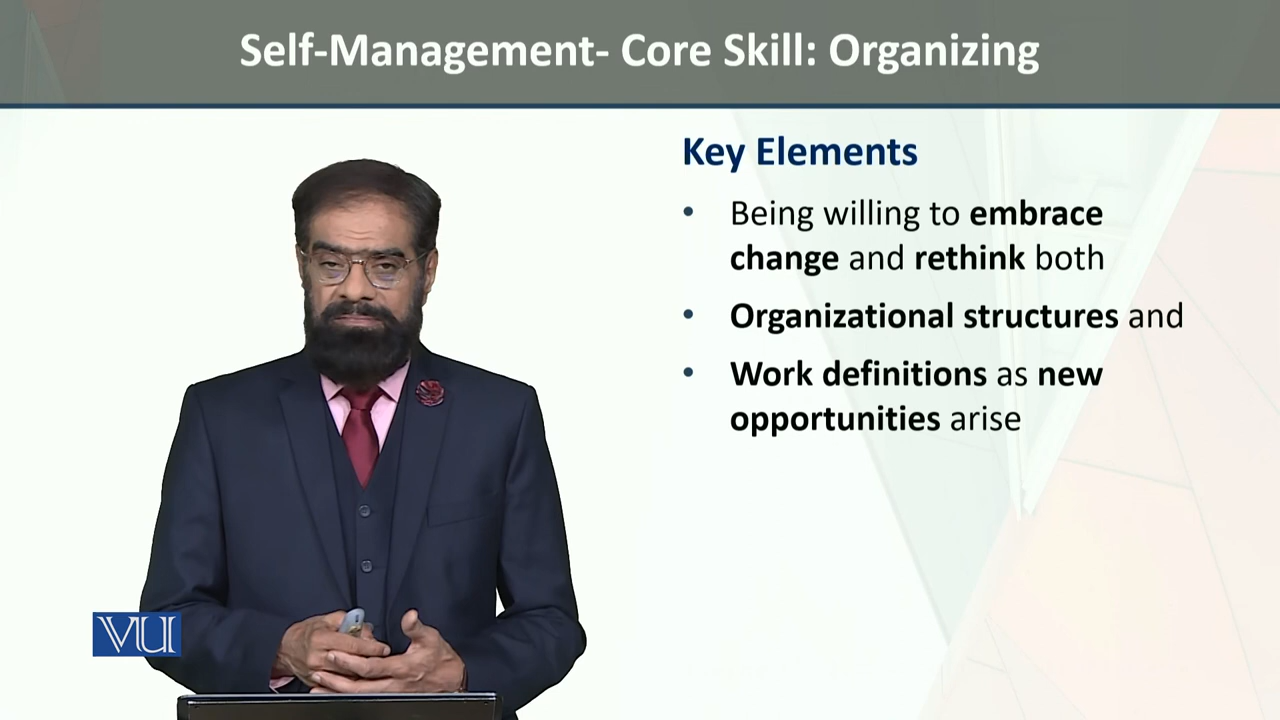 Self-Management- Core Skill: Organizing
Key Elements
• Being willing to embrace
change and rethink both
• Organizational structures and
• Work definitions as new
opportunities arise
VU